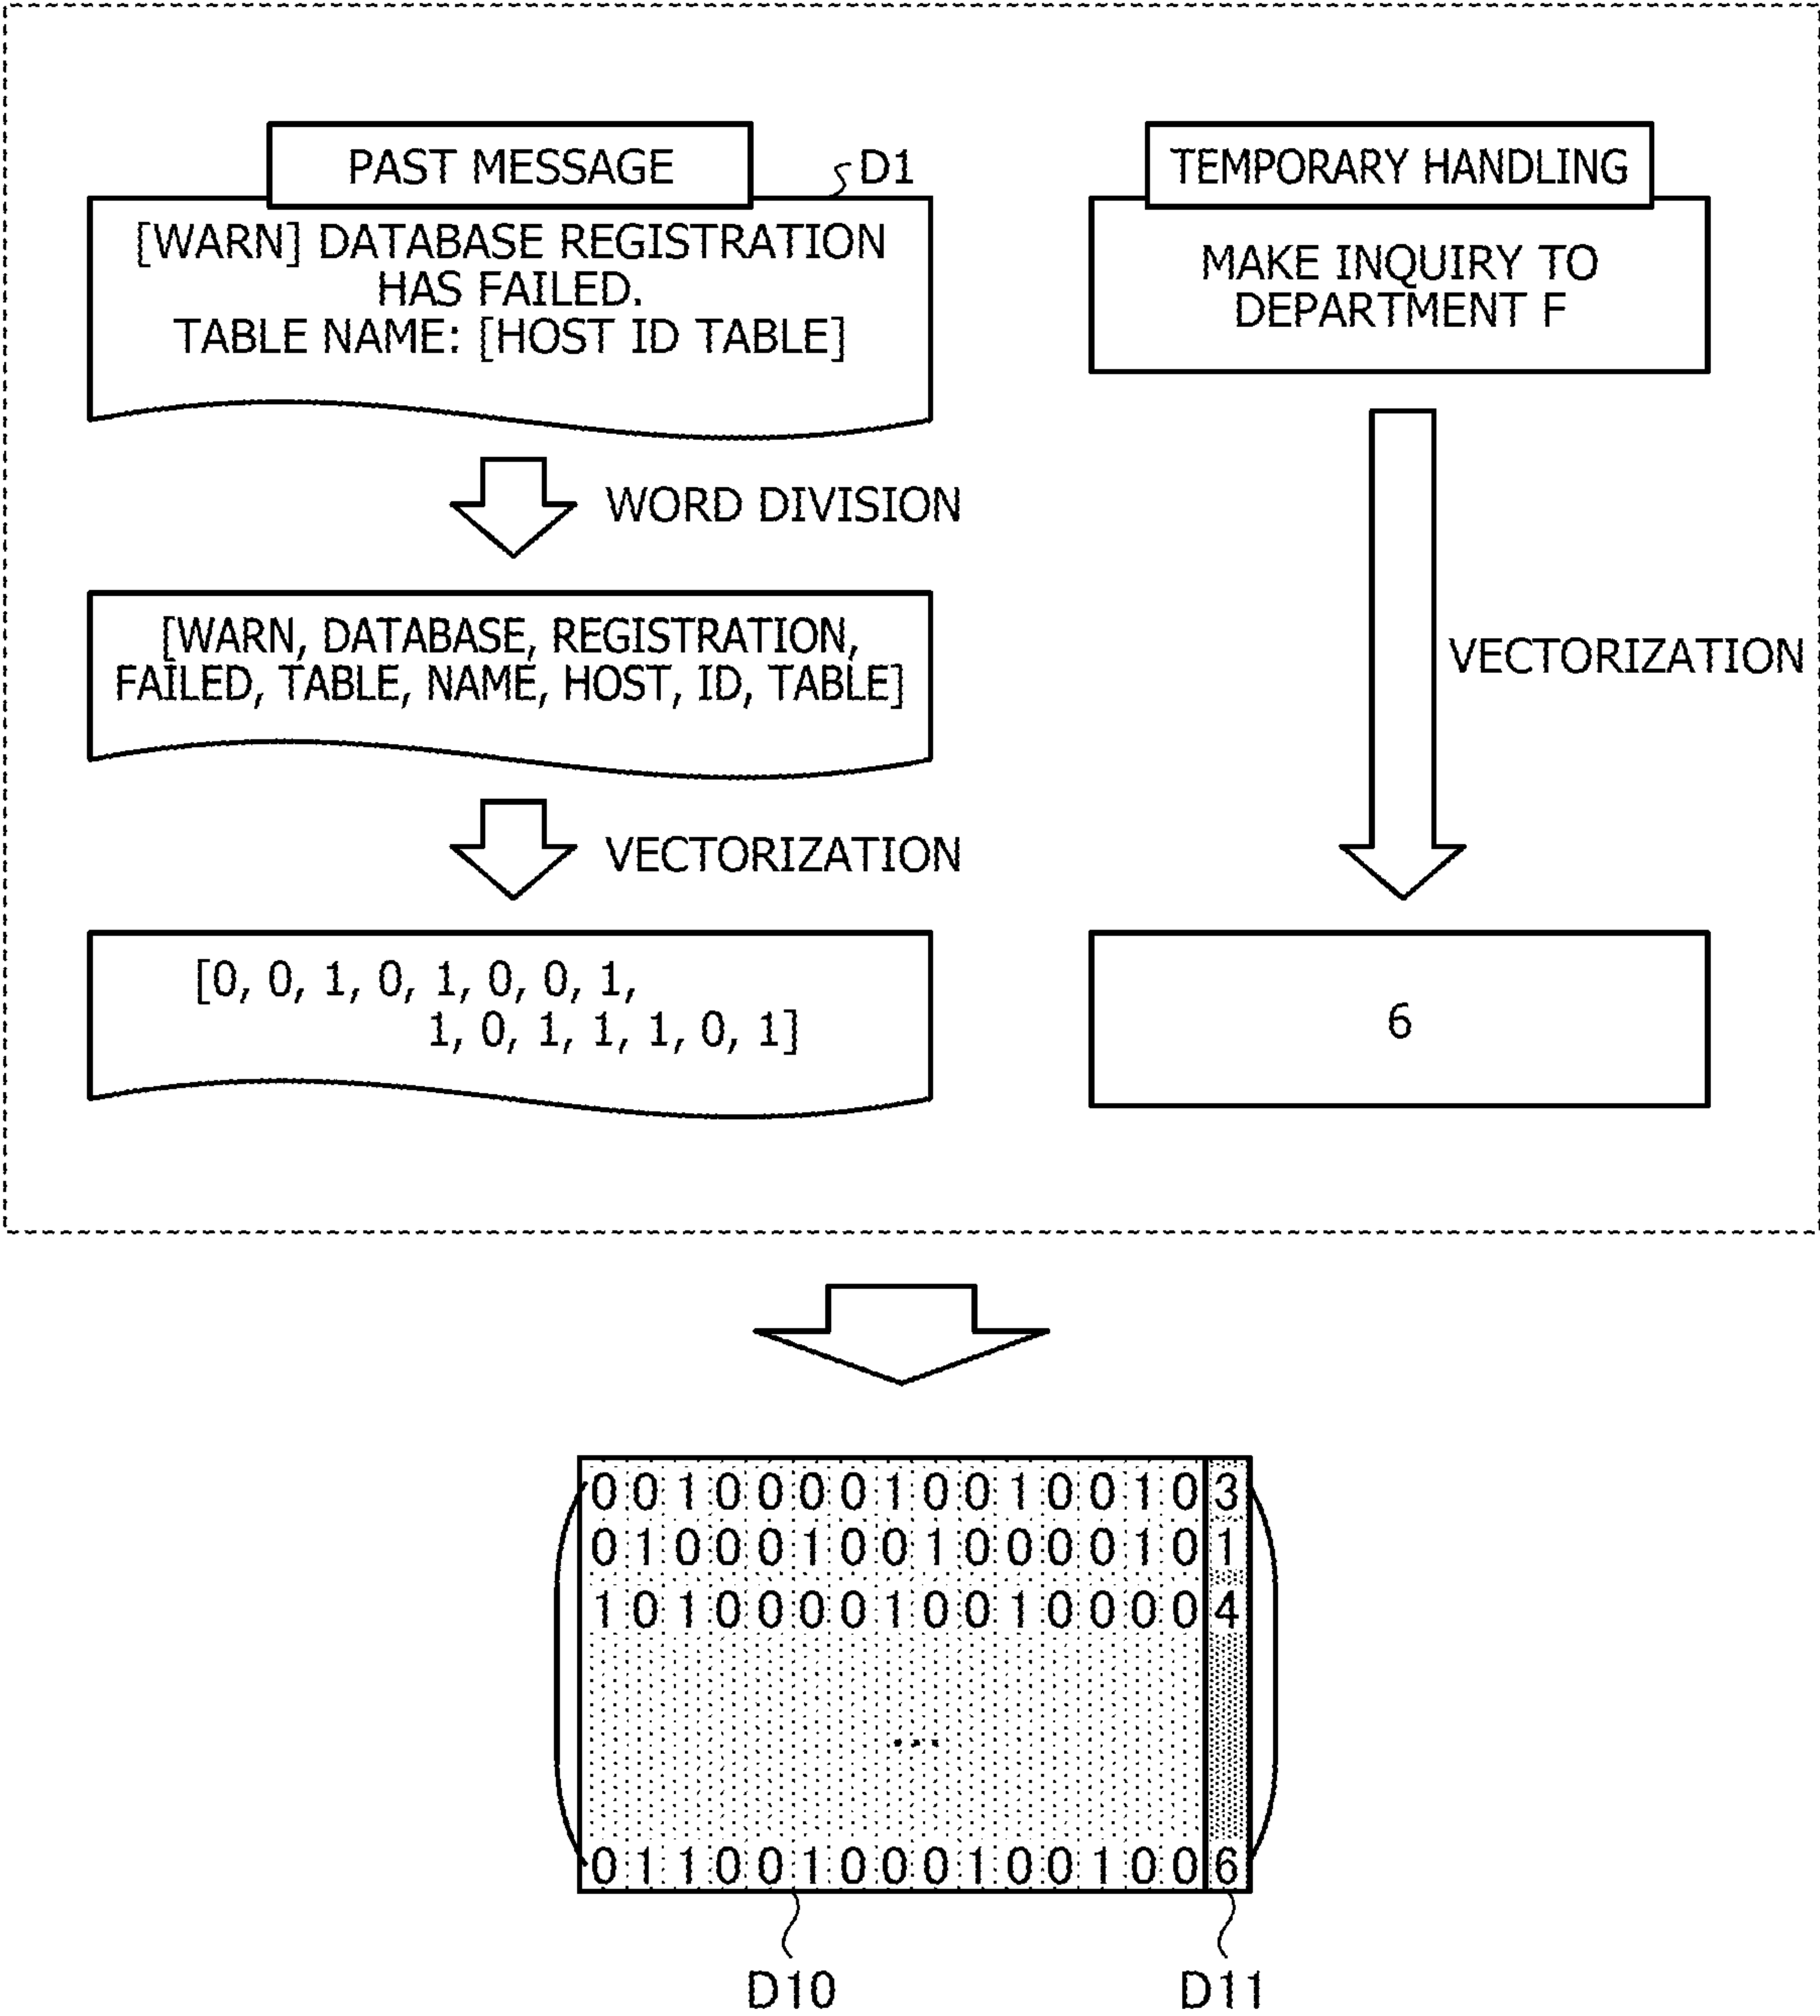 PAST MESSAGE
D1
[WARN] DATABASE REGISTRATION
HAS FAILED.
TABLE NAME: [HOST ID TABLE]
TEMPORARY HANDLING
MAKE INQUIRY TO
DEPARTMENT F
WORD DIVISION
[WARN, DATABASE, REGISTRATION,
FAILED, TABLE, NAME, HOST, ID, TABLE]
VECTORIZATION
VECTORIZATION
[0, 0, 1, 0, 1, 0, 0, 1,
1, 0, 1, 1, 1, 0, 1]
6
0 0 1 0 0 0 0 1 0 0 1 0 0 1 0 3
0 1 0 0 0 1 0 0 1 0 0 0 0 1 0 1
1 0 1 0 0 0 0 1 0 0 1 0 0 0 0 4
...
0 1 1 0 0 1 0 0 0 1 0 0 1 0 0 6
D10
D11